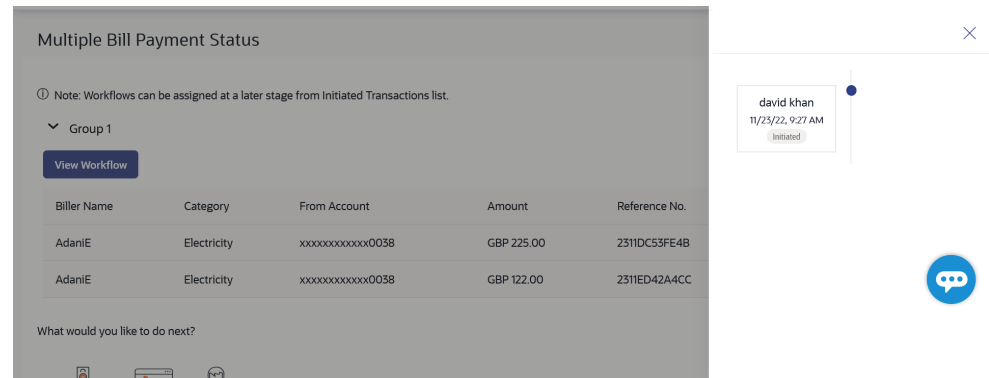 Multiple Bill Payment Status
Note: Workflows can be assigned at a later stage from Initiated Transactions list.
Group 1
View Workflow
Biller Name Category From Account Amount Reference No.
AdaniE Electricity xxxxxxxxxxxx0038 GBP 225.00 2311DC53FE4B
AdaniE Electricity xxxxxxxxxxxx0038 GBP 122.00 2311ED42A4CC
What would you like to do next?
david khan
11/23/22, 9:27 AM
Initiated